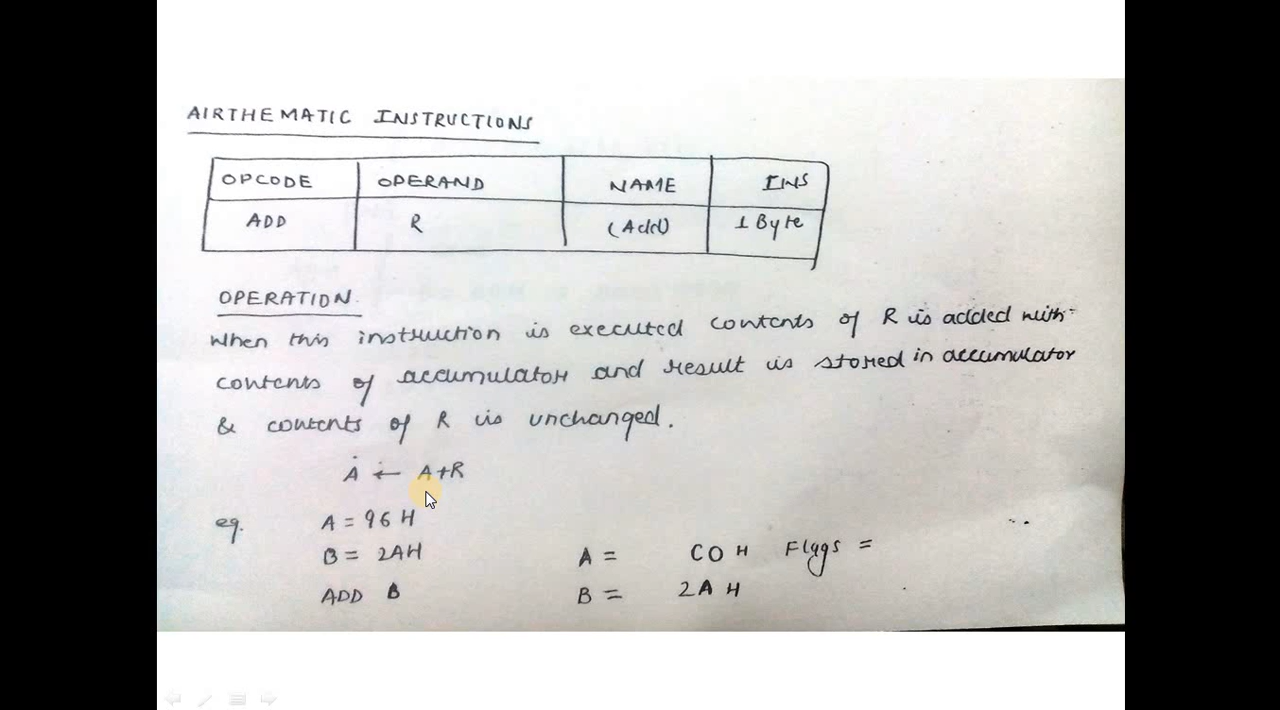 AIRTHEMATIC INSTRUCTIONS
OPCODE OPERAND NAME INS
ADD R (Add) 1 Byte
OPERATION.
When this instruction is executed contents of R is added with
contents of accumulator and result is stored in accumulator
& contents of R is unchanged.
A ← A+R
eg. A = 96 H
B = 2AH A = C0 H Flags =
ADD B B = 2A H